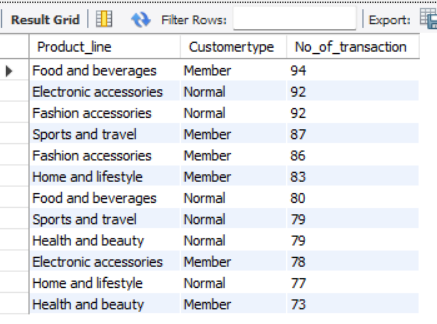 Result Grid Filter Rows: Export:
Product_line Customertype No_of_transaction
Food and beverages Member 94
Electronic accessories Normal 92
Fashion accessories Normal 92
Sports and travel Member 87
Fashion accessories Member 86
Home and lifestyle Member 83
Food and beverages Normal 80
Sports and travel Normal 79
Health and beauty Normal 79
Electronic accessories Member 78
Home and lifestyle Normal 77
Health and beauty Member 73